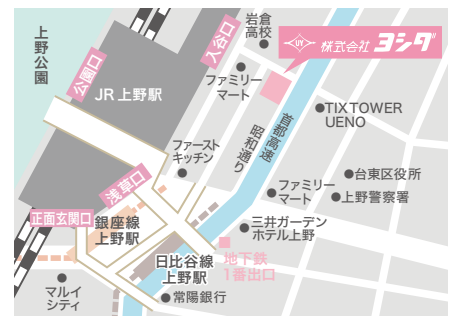 上野公園
公園口
JR上野駅
入谷口
岩倉
高校
UY
株式会社ヨシダ
ファミリー
マート
TIX TOWER
UENO
首都高速
昭和通り
ファースト
キッチン
浅草口
台東区役所
ファミリー
マート
上野警察署
正面玄関口
銀座線
上野駅
三井ガーデン
ホテル上野
日比谷線
上野駅
地下鉄
1番出口
マルイ
シティ
常陽銀行